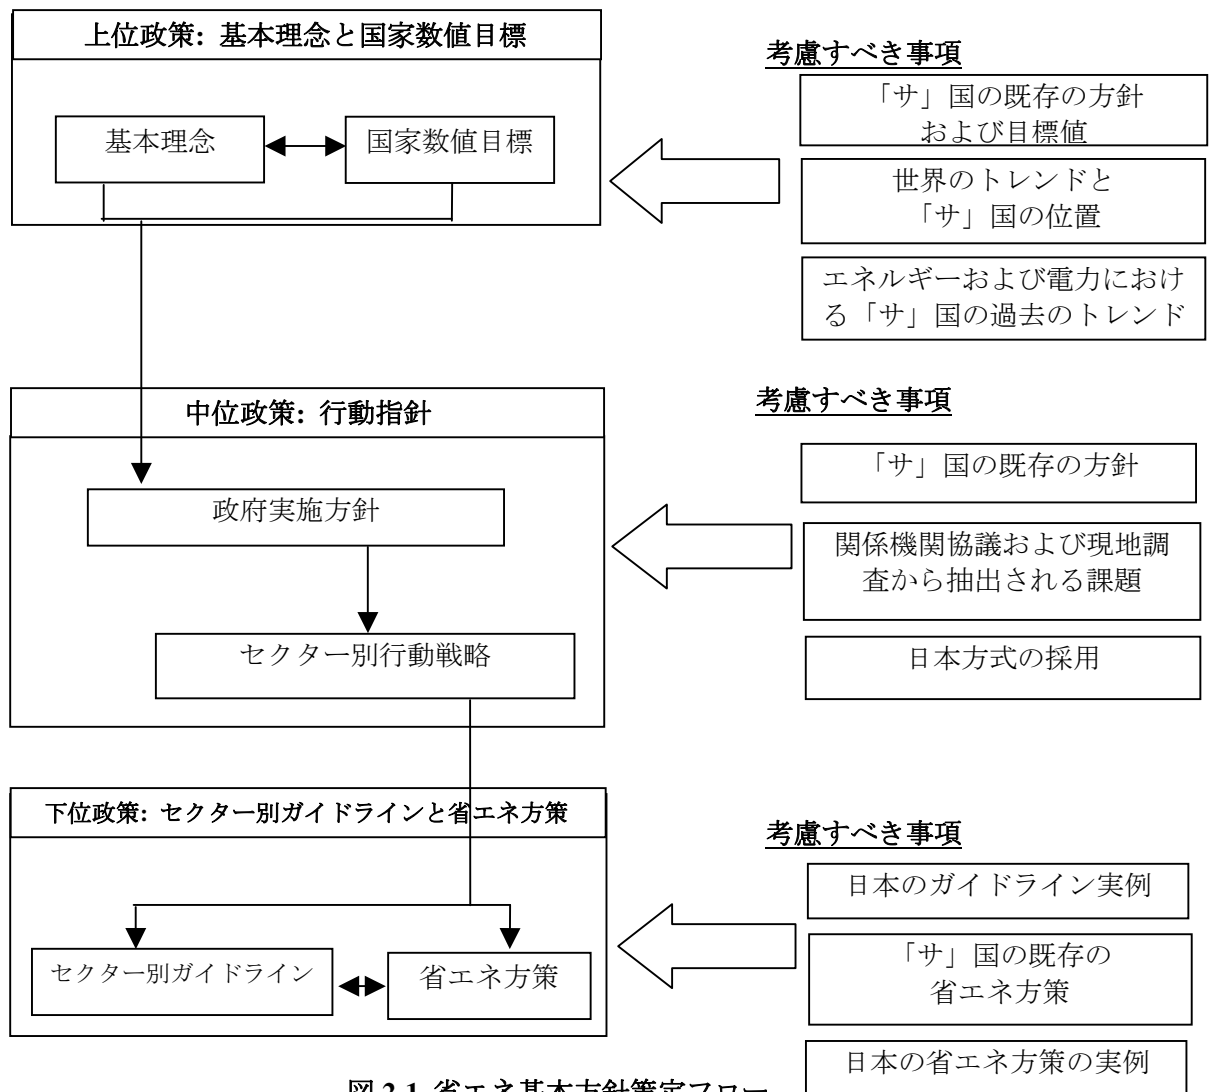 上位政策: 基本理念と国家数値目標
基本理念
国家数値目標
考慮すべき事項
「サ」国の既存の方針
および目標値
世界のトレンドと
「サ」国の位置
エネルギーおよび電力におけ
る「サ」国の過去のトレンド
中位政策: 行動指針
政府実施方針
セクター別行動戦略
考慮すべき事項
「サ」国の既存の方針
関係機関協議および現地調
査から抽出される課題
日本方式の採用
下位政策: セクター別ガイドラインと省エネ方策
セクター別ガイドライン
省エネ方策
考慮すべき事項
日本のガイドライン実例
「サ」国の既存の
省エネ方策
日本の省エネ方策の実例
図 2-1 省エネ基本方針策定フロー